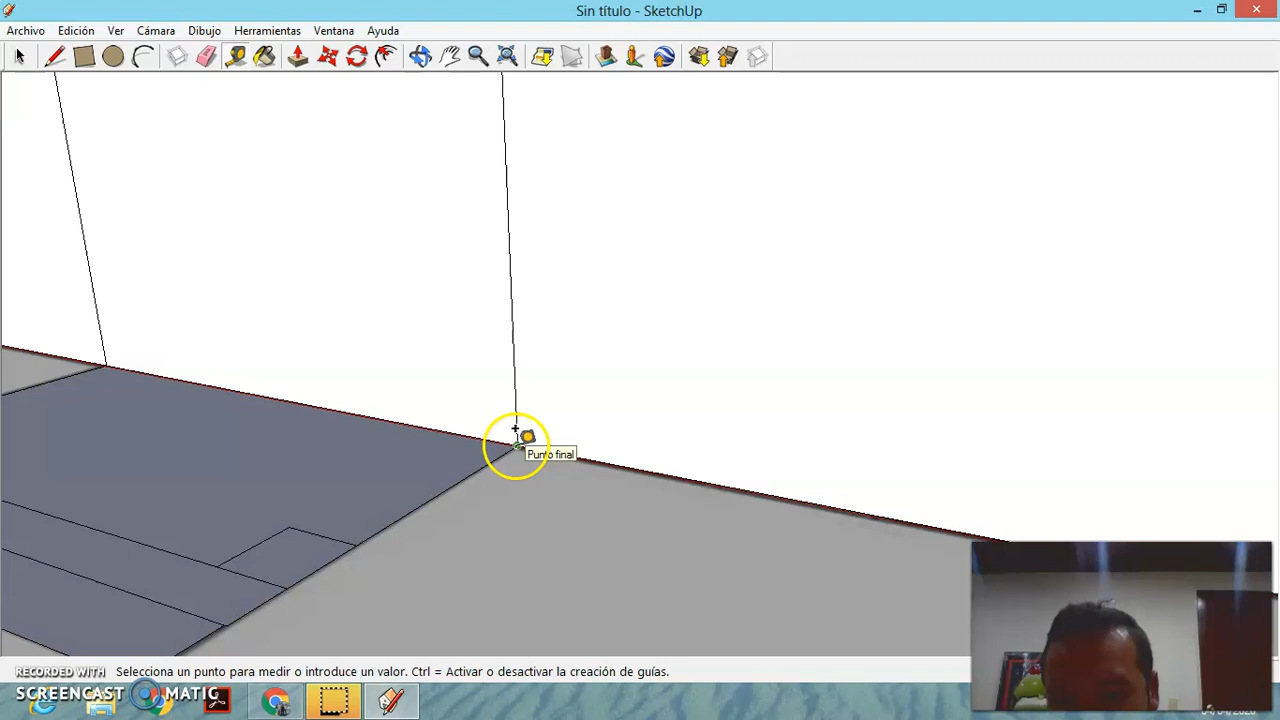 Sin título - SketchUp
Archivo Edición Ver Cámara Dibujo Herramientas Ventana Ayuda
Punto final
Selecciona un punto para medir o introduce un valor. Ctrl = Activar o desactivar la creación de guías.
RECORDED WITH
SCREENCAST MATIC